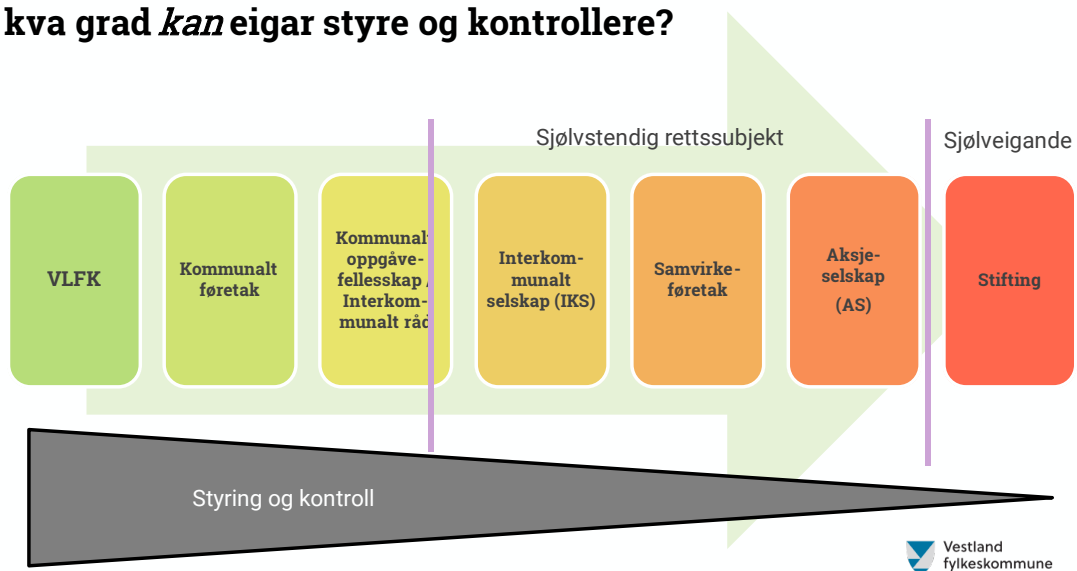 kva grad kan eigar styre og kontrollere?
Sjølvstendig rettssubjekt
Sjølveigande
VLFK
Kommunalt
føretak
Kommunal
oppgåve-
fellesskap /
Interkom-
munalt råd
Interkom-
munalt
selskap (IKS)
Samvirke-
føretak
Aksje-
selskap
(AS)
Stifting
Styring og kontroll
Vestland
fylkeskommune